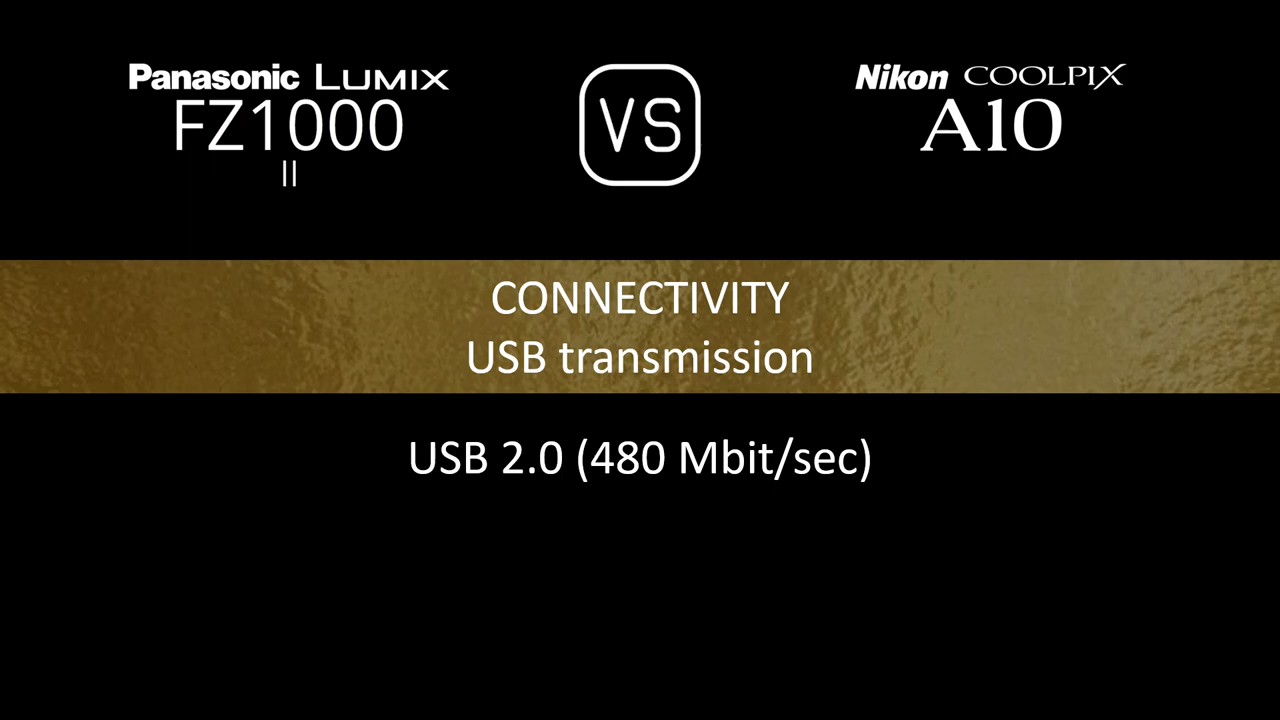 Panasonic LUMIX
FZ1000
II
VS
Nikon COOLPIX
A10
CONNECTIVITY
USB transmission
USB 2.0 (480 Mbit/sec)